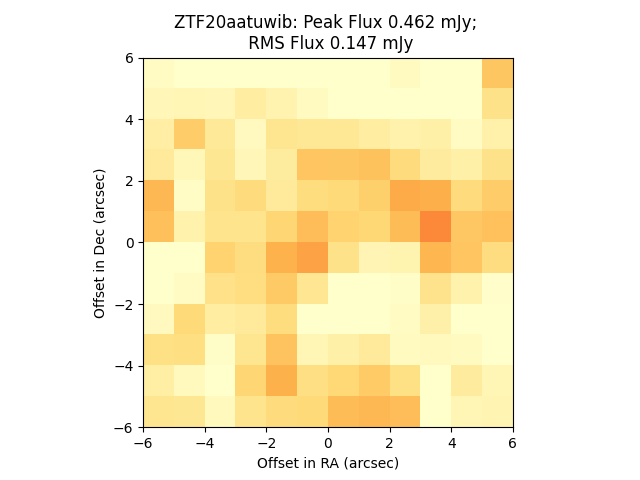 ZTF20aatuwib: Peak Flux 0.462 mJy;
RMS Flux 0.147 mJy
6
4
2
0
−2
−4
−6
Offset in Dec (arcsec)
−6 −4 −2 0 2 4 6
Offset in RA (arcsec)